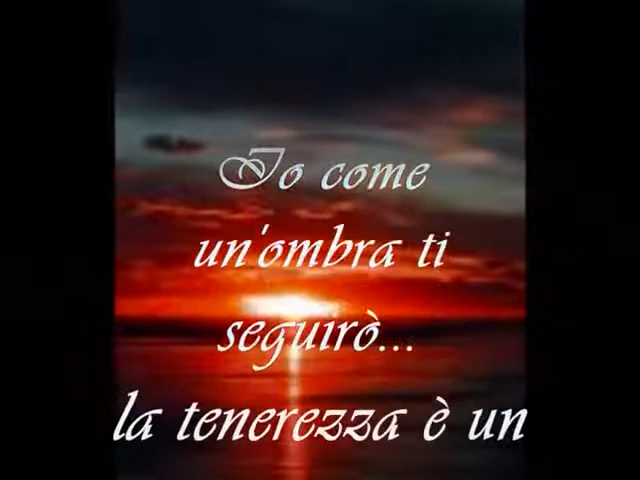 Io come
un'ombra ti
seguirò...
la tenerezza è un